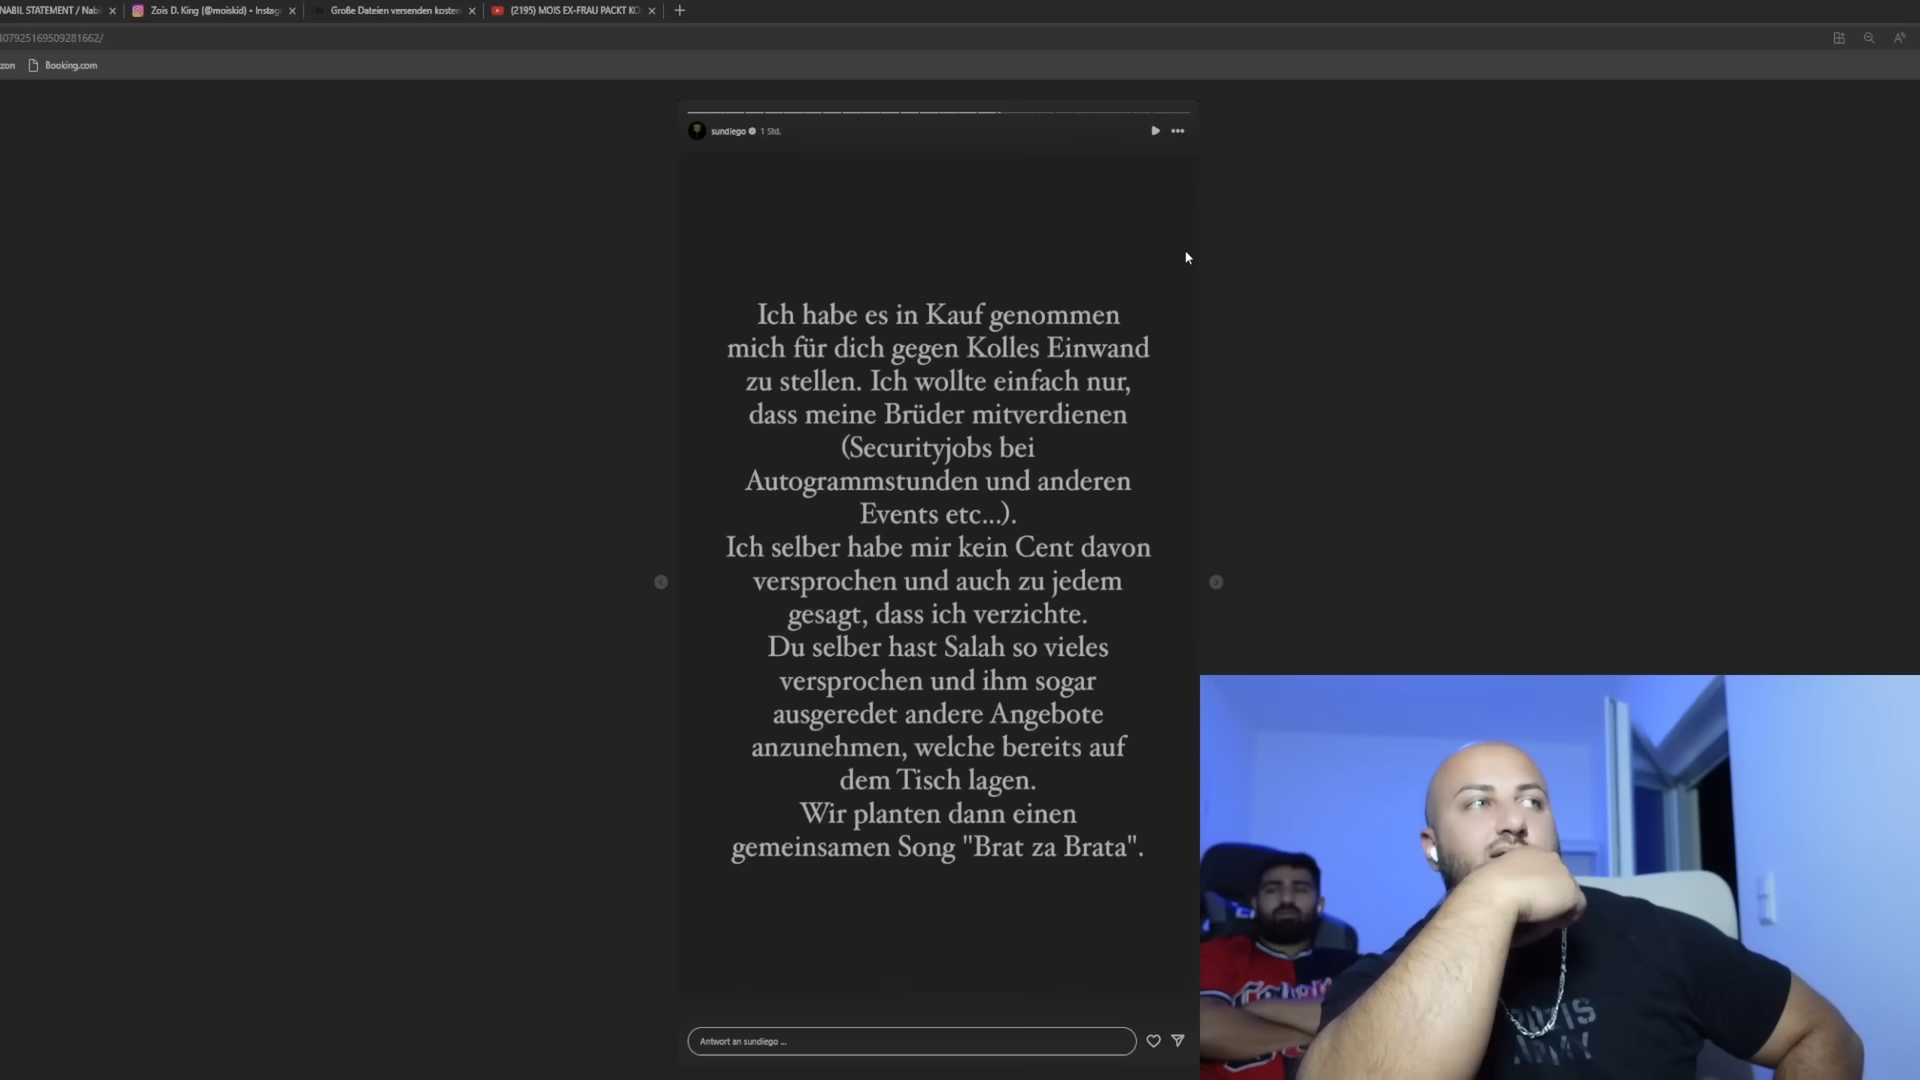 NABIL STATEMENT / Nabi
Zois D. King (@moiskid) • Instag
Große Dateien versenden kosten
(2195) MOIS EX-FRAU PACKT KO
407925169509281662/
zon
Booking.com
sundiego 1 Std.
Ich habe es in Kauf genommen
mich für dich gegen Kolles Einwand
zu stellen. Ich wollte einfach nur,
dass meine Brüder mitverdienen
(Securityjobs bei
Autogrammstunden und anderen
Events etc...).
Ich selber habe mir kein Cent davon
versprochen und auch zu jedem
gesagt, dass ich verzichte.
Du selber hast Salah so vieles
versprochen und ihm sogar
ausgeredet andere Angebote
anzunehmen, welche bereits auf
dem Tisch lagen.
Wir planten dann einen
gemeinsamen Song "Brat za Brata".
Antwort an sundiego ...